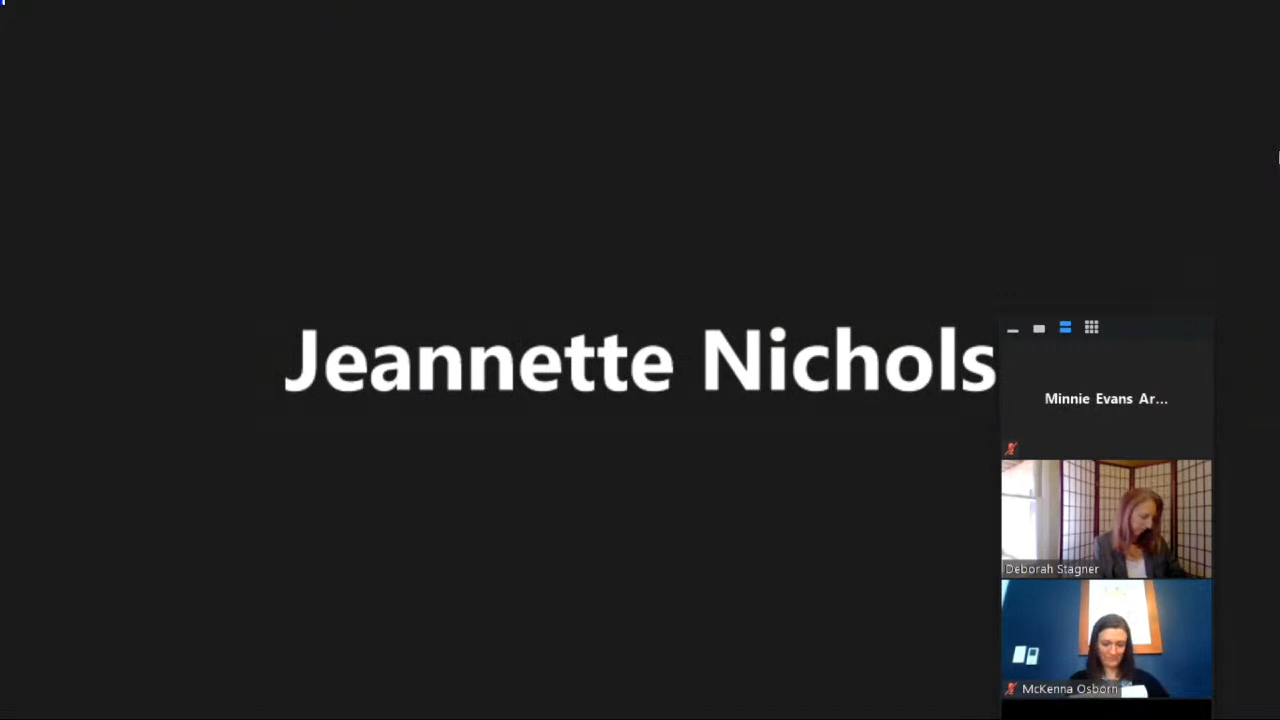 Jeannette Nichols
Minnie Evans Ar...
Deborah Stagner
McKenna Osborn